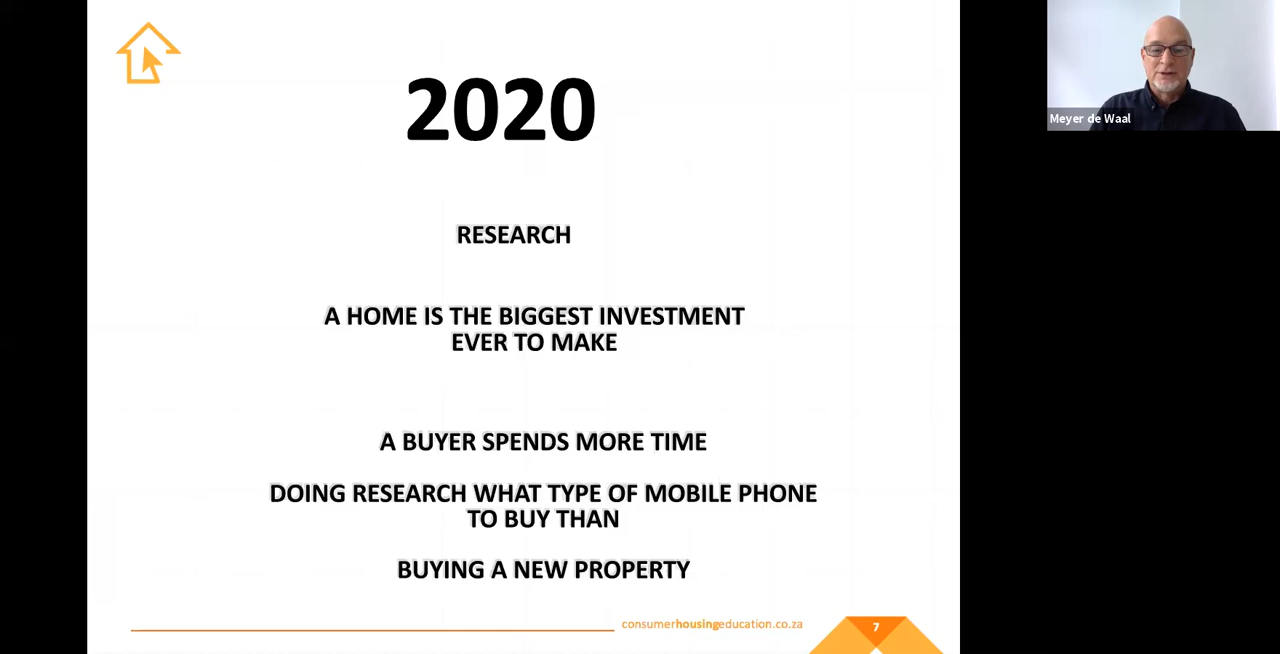 2020
RESEARCH
A HOME IS THE BIGGEST INVESTMENT
EVER TO MAKE
A BUYER SPENDS MORE TIME
DOING RESEARCH WHAT TYPE OF MOBILE PHONE
TO BUY THAN
BUYING A NEW PROPERTY
consumerhousingeducation.co.za
7
Meyer de Waal